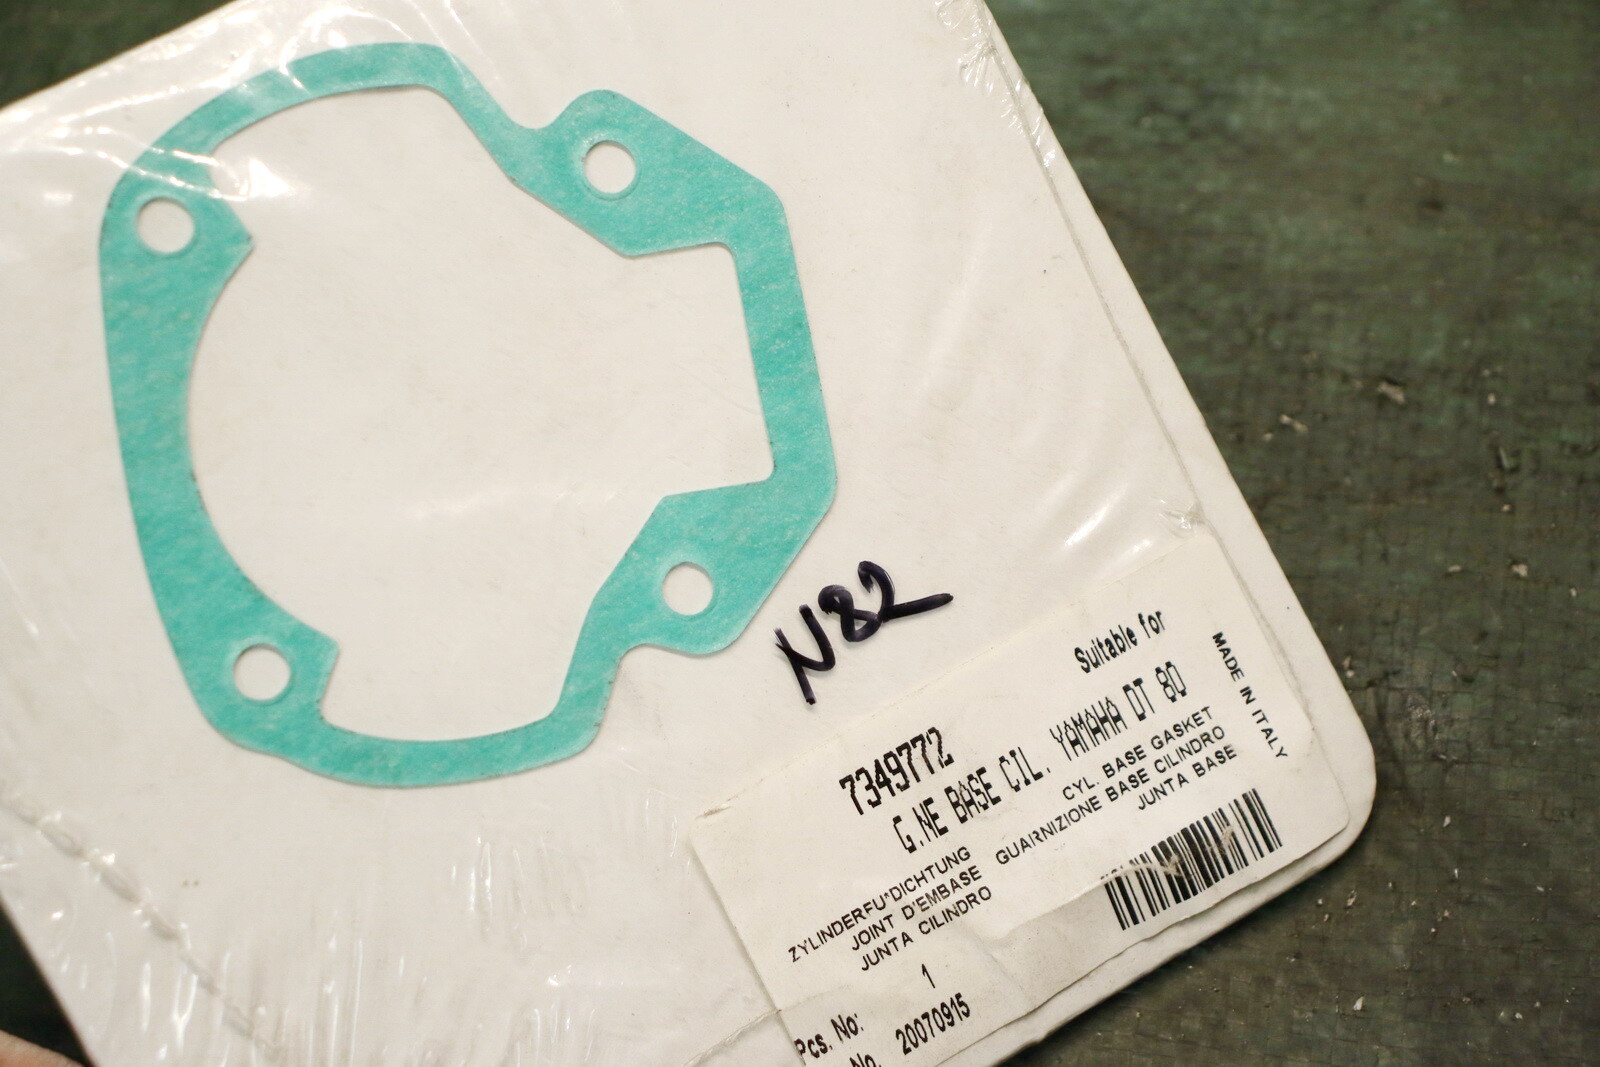 N82
Suitable for
MADE IN ITALY
7349772
G.NE BASE CIL. YAMAHA DT 80
CYL. BASE GASKET
GUARNIZIONE BASE CILINDRO
JUNTA BASE
ZYLINDERFU*DICHTUNG
JOINT D'EMBASE
JUNTA CILINDRO
Pcs. No: 1
No. 20070915